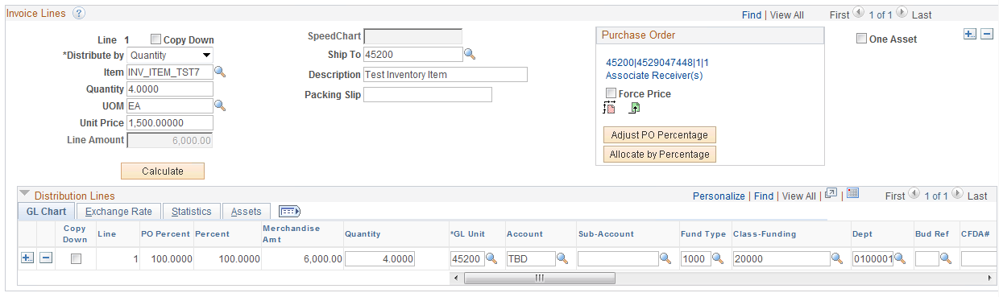 Invoice Lines ?
Find | View All First 1 of 1 Last
Line 1 Copy Down
*Distribute by Quantity
Item INV_ITEM_TST7
Quantity 4.0000
UOM EA
Unit Price 1,500.00000
Line Amount 6,000.00
Calculate
SpeedChart
Ship To 45200
Description Test Inventory Item
Packing Slip
Purchase Order
45200|4529047448|1|1
Associate Receiver(s)
Force Price
Adjust PO Percentage
Allocate by Percentage
One Asset
Distribution Lines
Personalize | Find | View All | | First 1 of 1 Last
GL Chart Exchange Rate Statistics Assets
Copy Down Line PO Percent Percent Merchandise Amt Quantity *GL Unit Account Sub-Account Fund Type Class-Funding Dept Bud Ref CFDA#
1 100.0000 100.0000 6,000.00 4.0000 45200 TBD 1000 20000 0100001